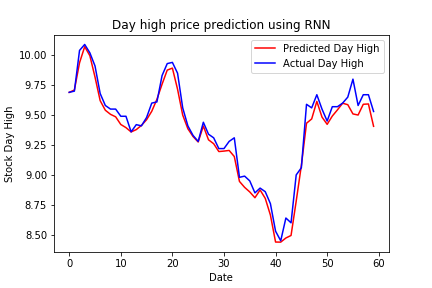 Day high price prediction using RNN
Predicted Day High
Actual Day High
Stock Day High
10.00
9.75
9.50
9.25
9.00
8.75
8.50
0 10 20 30 40 50 60
Date